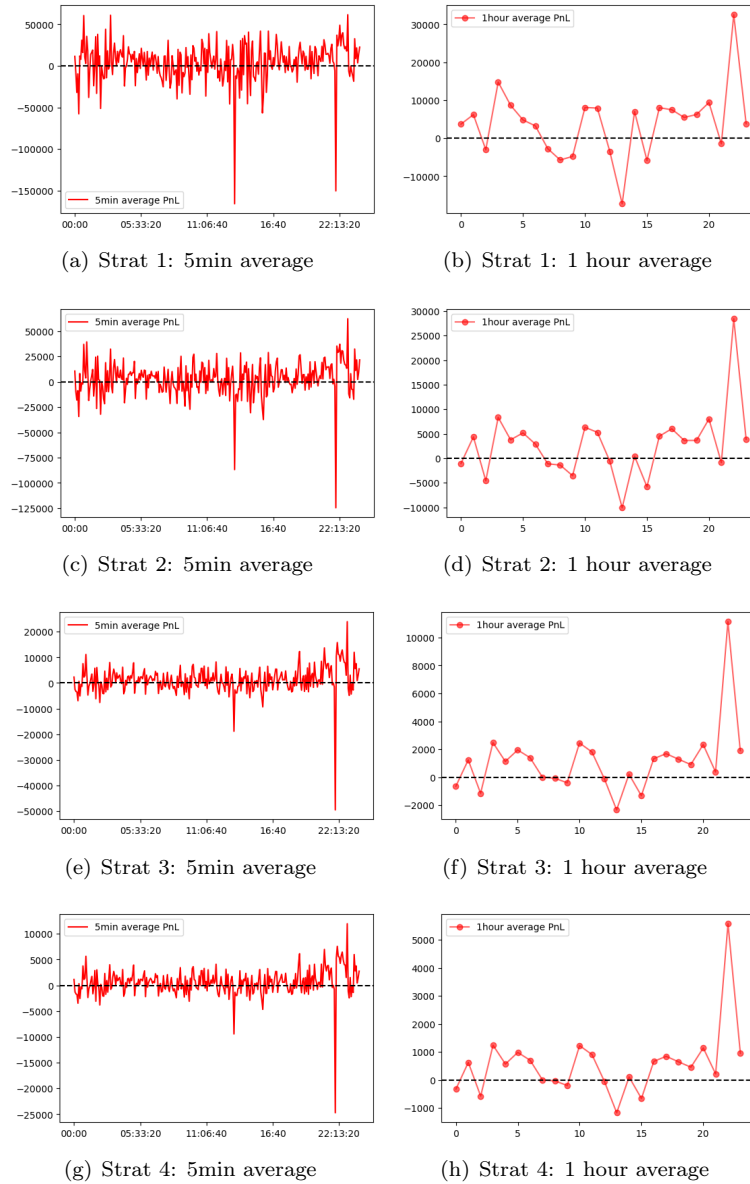 50000
0
−50000
−100000
−150000
5min average PnL
00:00 05:33:20 11:06:40 16:40 22:13:20
(a) Strat 1: 5min average
30000
20000
10000
0
−10000
1hour average PnL
0 5 10 15 20
(b) Strat 1: 1 hour average
50000
25000
0
−25000
−50000
−75000
−100000
−125000
5min average PnL
00:00 05:33:20 11:06:40 16:40 22:13:20
(c) Strat 2: 5min average
30000
25000
20000
15000
10000
5000
0
−5000
−10000
1hour average PnL
0 5 10 15 20
(d) Strat 2: 1 hour average
20000
10000
0
−10000
−20000
−30000
−40000
−50000
5min average PnL
00:00 05:33:20 11:06:40 16:40 22:13:20
(e) Strat 3: 5min average
10000
8000
6000
4000
2000
0
−2000
1hour average PnL
0 5 10 15 20
(f) Strat 3: 1 hour average
10000
5000
0
−5000
−10000
−15000
−20000
−25000
5min average PnL
00:00 05:33:20 11:06:40 16:40 22:13:20
(g) Strat 4: 5min average
5000
4000
3000
2000
1000
0
−1000
1hour average PnL
0 5 10 15 20
(h) Strat 4: 1 hour average